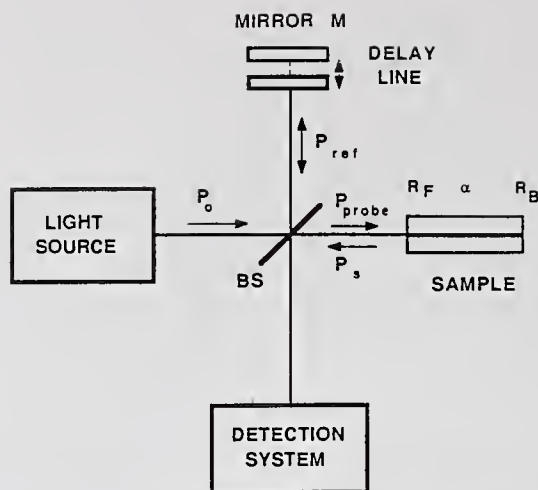 MIRROR M
DELAY
LINE
P ref
P o
P probe
R F α R B
LIGHT
SOURCE
BS
P s
SAMPLE
DETECTION
SYSTEM